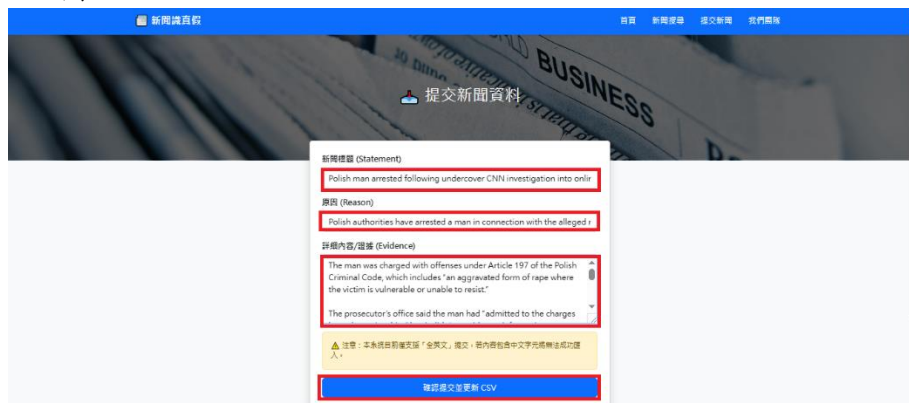 新聞識真假
首頁 新聞搜尋 提交新聞 我們團隊
BUSINESS
提交新聞資料
新聞標題 (Statement)
Polish man arrested following undercover CNN investigation into onlin
原因 (Reason)
Polish authorities have arrested a man in connection with the alleged r
詳細內容/證據 (Evidence)
The man was charged with offenses under Article 197 of the Polish
Criminal Code, which includes "an aggravated form of rape where
the victim is vulnerable or unable to resist."
The prosecutor's office said the man had "admitted to the charges
注意：本系統目前僅支援「全英文」提交，若內容包含中文字元將無法成功匯
入。
確認提交並更新 CSV